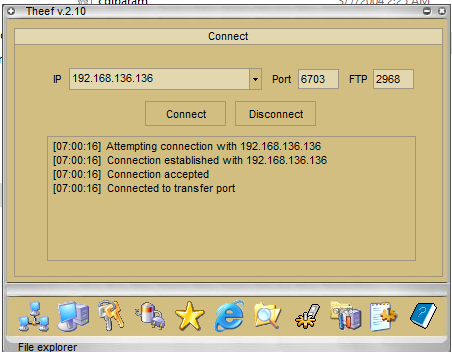 cgiparam
Theef v.2.10
Connect
IP 192.168.136.136 Port 6703 FTP 2968
Connect Disconnect
[07:00:16] Attempting connection with 192.168.136.136
[07:00:16] Connection established with 192.168.136.136
[07:00:16] Connection accepted
[07:00:16] Connected to transfer port
File explorer